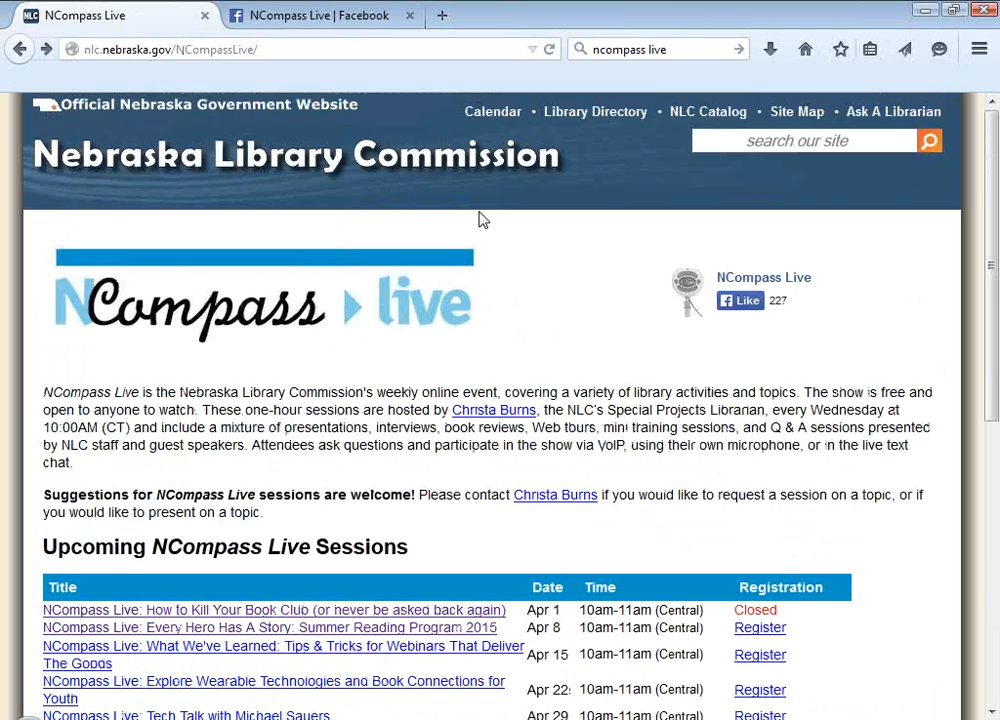 NLC NCompass Live
NCompass Live | Facebook
nlc.nebraska.gov/NCompassLive/
ncompass live
Official Nebraska Government Website
Calendar • Library Directory • NLC Catalog • Site Map • Ask A Librarian
Nebraska Library Commission
search our site
NCompass live
NCompass Live
Like 227
NCompass Live is the Nebraska Library Commission's weekly online event, covering a variety of library activities and topics. The show is free and
open to anyone to watch. These one-hour sessions are hosted by Christa Burns, the NLC's Special Projects Librarian, every Wednesday at
10:00AM (CT) and include a mixture of presentations, interviews, book reviews, Web tours, mini training sessions, and Q & A sessions presented
by NLC staff and guest speakers. Attendees ask questions and participate in the show via VoIP, using their own microphone, or in the live text
chat.
Suggestions for NCompass Live sessions are welcome! Please contact Christa Burns if you would like to request a session on a topic, or if
you would like to present on a topic.
Upcoming NCompass Live Sessions
Title Date Time Registration
NCompass Live: How to Kill Your Book Club (or never be asked back again) Apr 1 10am-11am (Central) Closed
NCompass Live: Every Hero Has A Story: Summer Reading Program 2015 Apr 8 10am-11am (Central) Register
NCompass Live: What We've Learned: Tips & Tricks for Webinars That Deliver
The Goods Apr 15 10am-11am (Central) Register
NCompass Live: Explore Wearable Technologies and Book Connections for
Youth Apr 22 10am-11am (Central) Register
NCompass Live: Tech Talk with Michael Sauers Apr 29 10am-11am (Central) Register